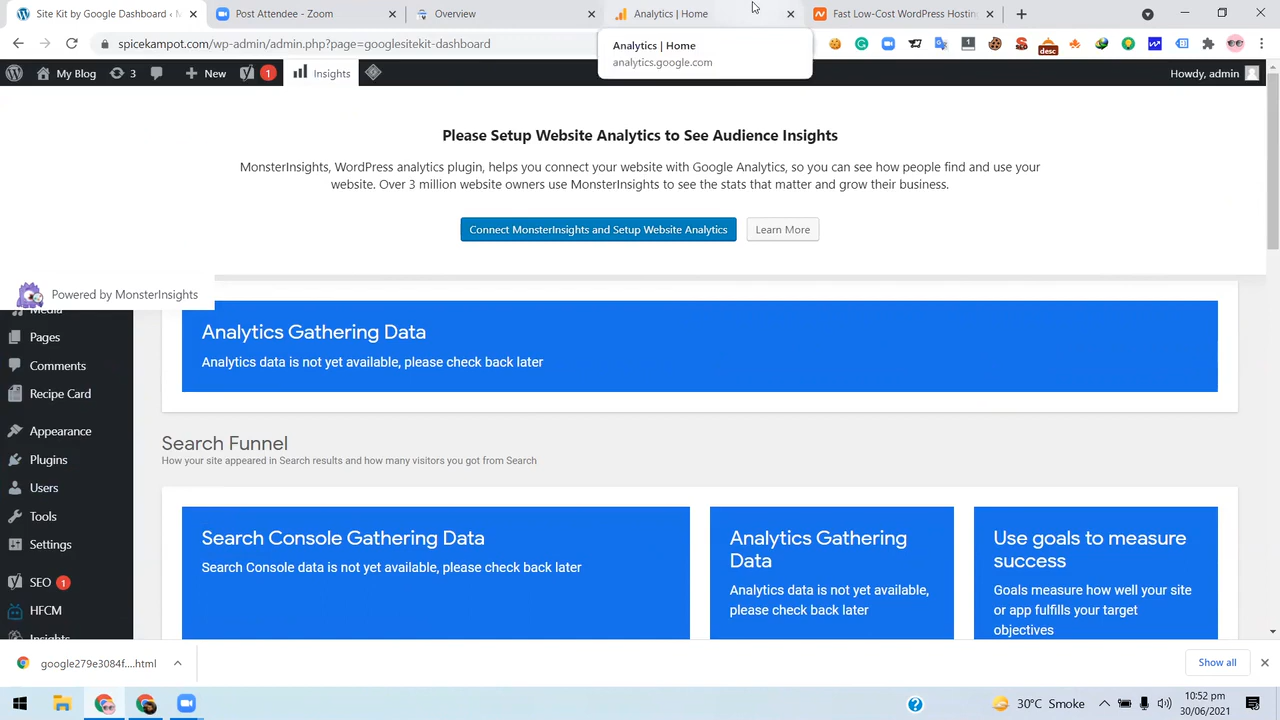 Site Kit by Google Dashboard ‹ M
Post Attendee - Zoom
Overview
Analytics | Home
Fast Low-Cost WordPress Hostin
spicekampot.com/wp-admin/admin.php?page=googlesitekit-dashboard
desc
1
Analytics | Home
analytics.google.com
My Blog
3
New
1
Insights
Howdy, admin
Please Setup Website Analytics to See Audience Insights
MonsterInsights, WordPress analytics plugin, helps you connect your website with Google Analytics, so you can see how people find and use your
website. Over 3 million website owners use MonsterInsights to see the stats that matter and grow their business.
Connect MonsterInsights and Setup Website Analytics
Learn More
Powered by MonsterInsights
Media
Pages
Comments
Recipe Card
Appearance
Plugins
Users
Tools
Settings
SEO 1
HFCM
Insights
Analytics Gathering Data
Analytics data is not yet available, please check back later
Search Funnel
How your site appeared in Search results and how many visitors you got from Search
Search Console Gathering Data
Search Console data is not yet available, please check back later
Analytics Gathering
Data
Analytics data is not yet available,
please check back later
Use goals to measure
success
Goals measure how well your site
or app fulfills your target
objectives
google279e3084f....html
Show all
30°C Smoke
10:52 pm
30/06/2021